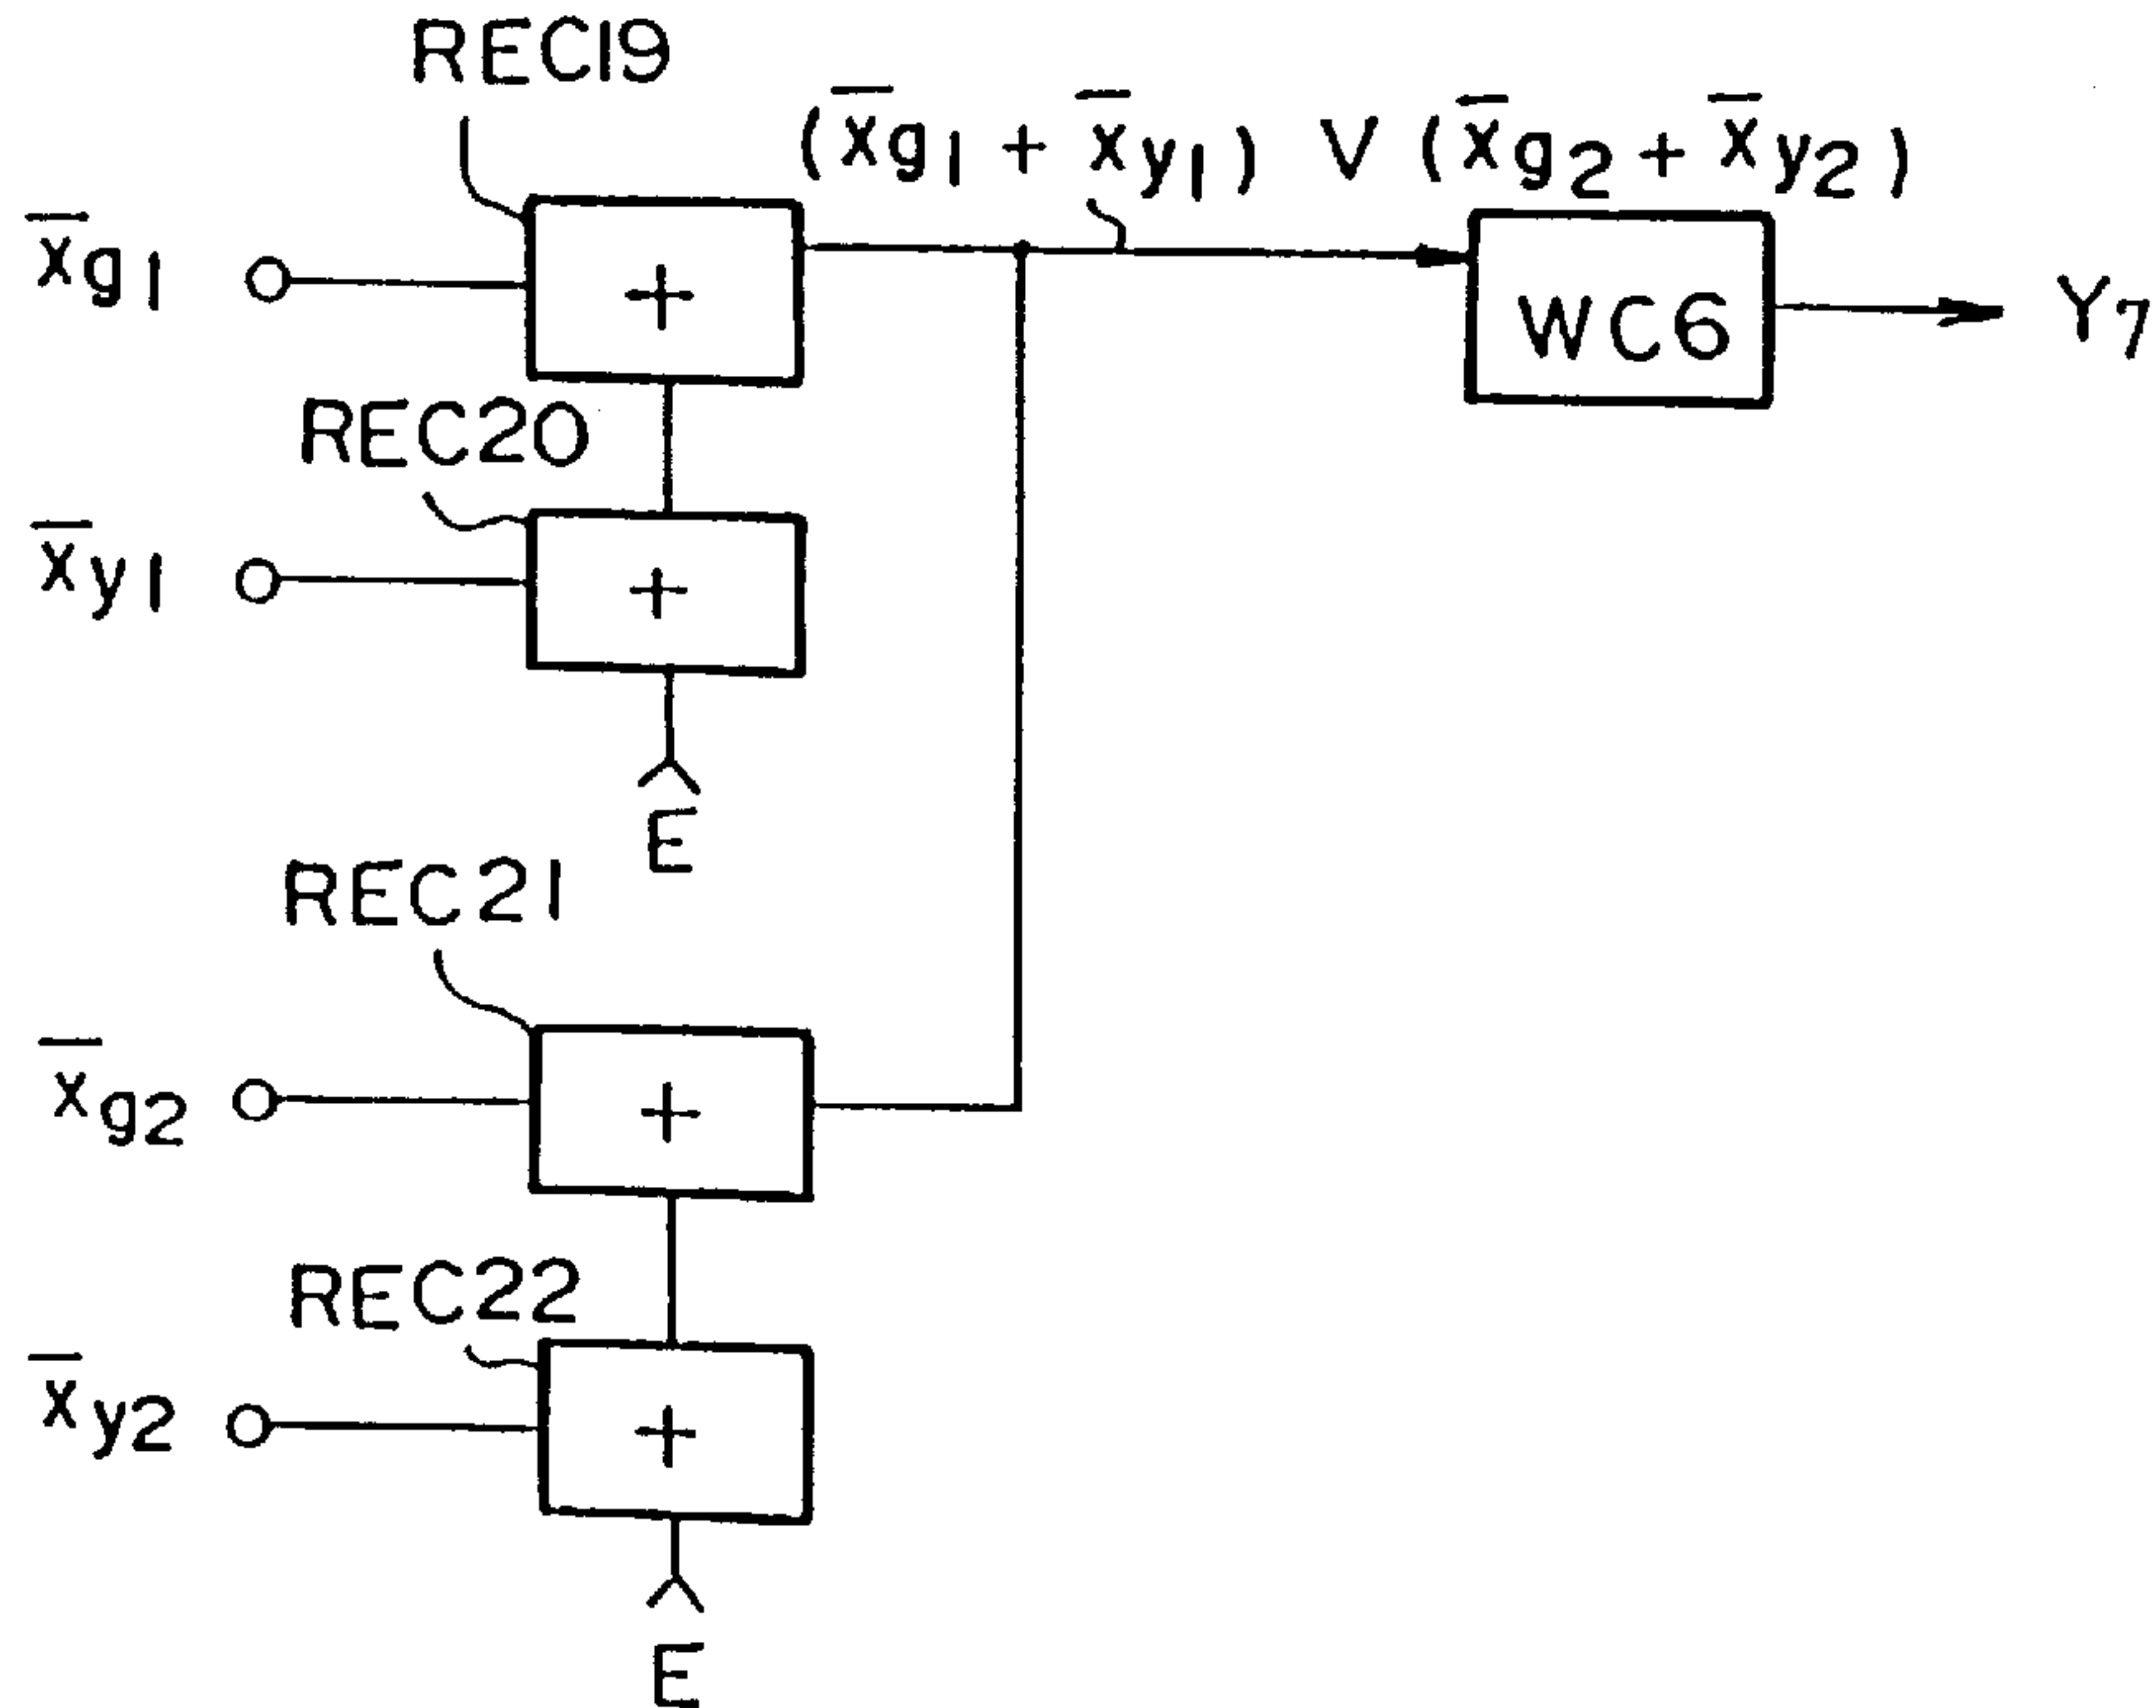 REC19
(x̅g1 + x̅y1) V (x̅g2 + x̅y2)
x̅g1
+
WC6
Y7
REC20
x̅y1
+
E
REC21
x̅g2
+
REC22
x̅y2
+
E